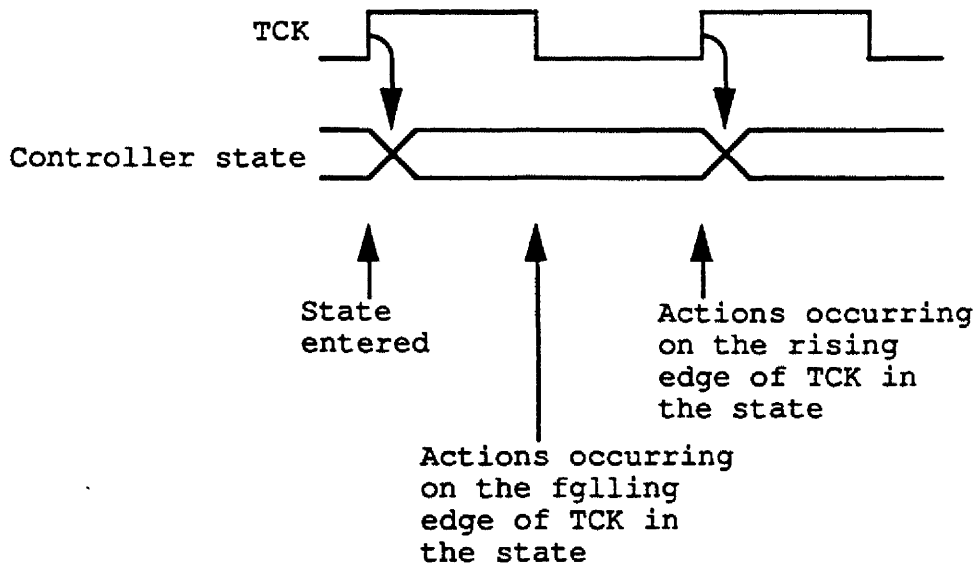 TCK
Controller state
State
entered
Actions occurring
on the rising
edge of TCK in
the state
Actions occurring
on the fglling
edge of TCK in
the state